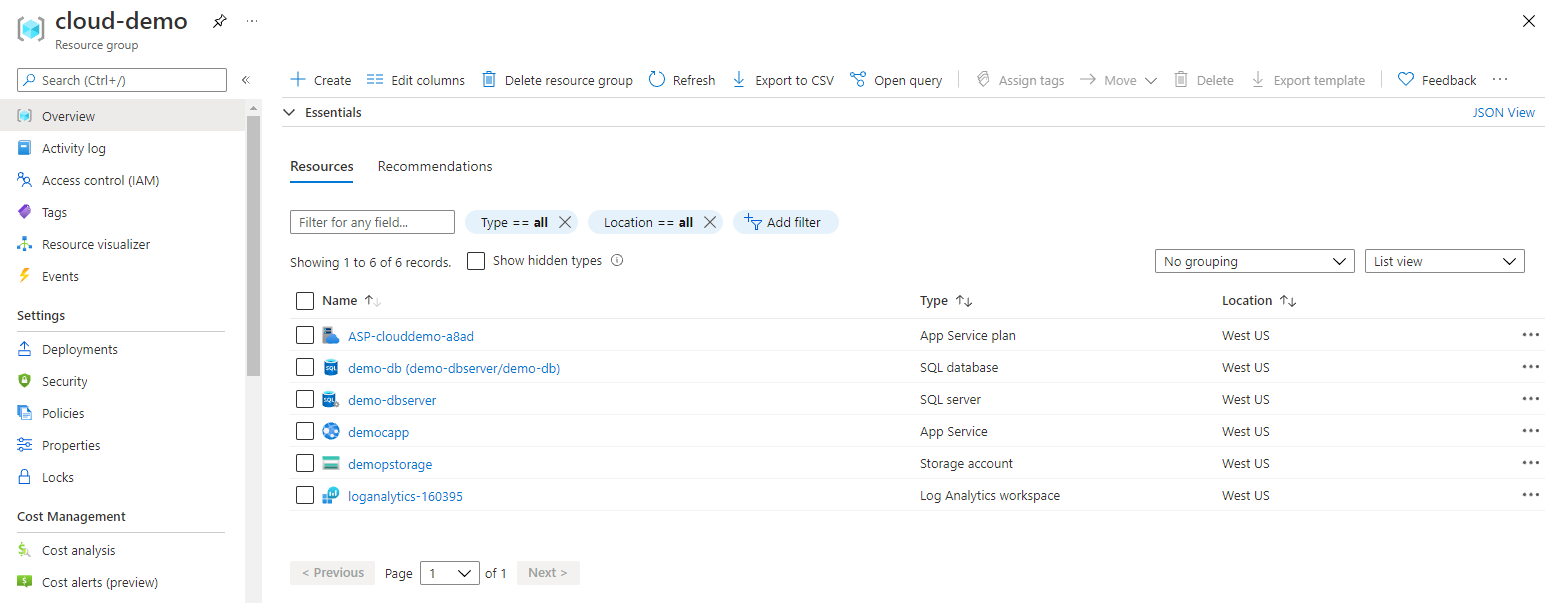 cloud-demo
Resource group
Search (Ctrl+/)
Overview
Activity log
Access control (IAM)
Tags
Resource visualizer
Events
Settings
Deployments
Security
Policies
Properties
Locks
Cost Management
Cost analysis
Cost alerts (preview)
Create Edit columns Delete resource group Refresh Export to CSV Open query Assign tags Move Delete Export template Feedback
Essentials JSON View
Resources Recommendations
Filter for any field... Type == all Location == all Add filter
Showing 1 to 6 of 6 records. Show hidden types No grouping List view
Name Type Location
ASP-clouddemo-a8ad App Service plan West US
demo-db (demo-dbserver/demo-db) SQL database West US
demo-dbserver SQL server West US
democapp App Service West US
demopstorage Storage account West US
loganalytics-160395 Log Analytics workspace West US
< Previous Page 1 of 1 Next >